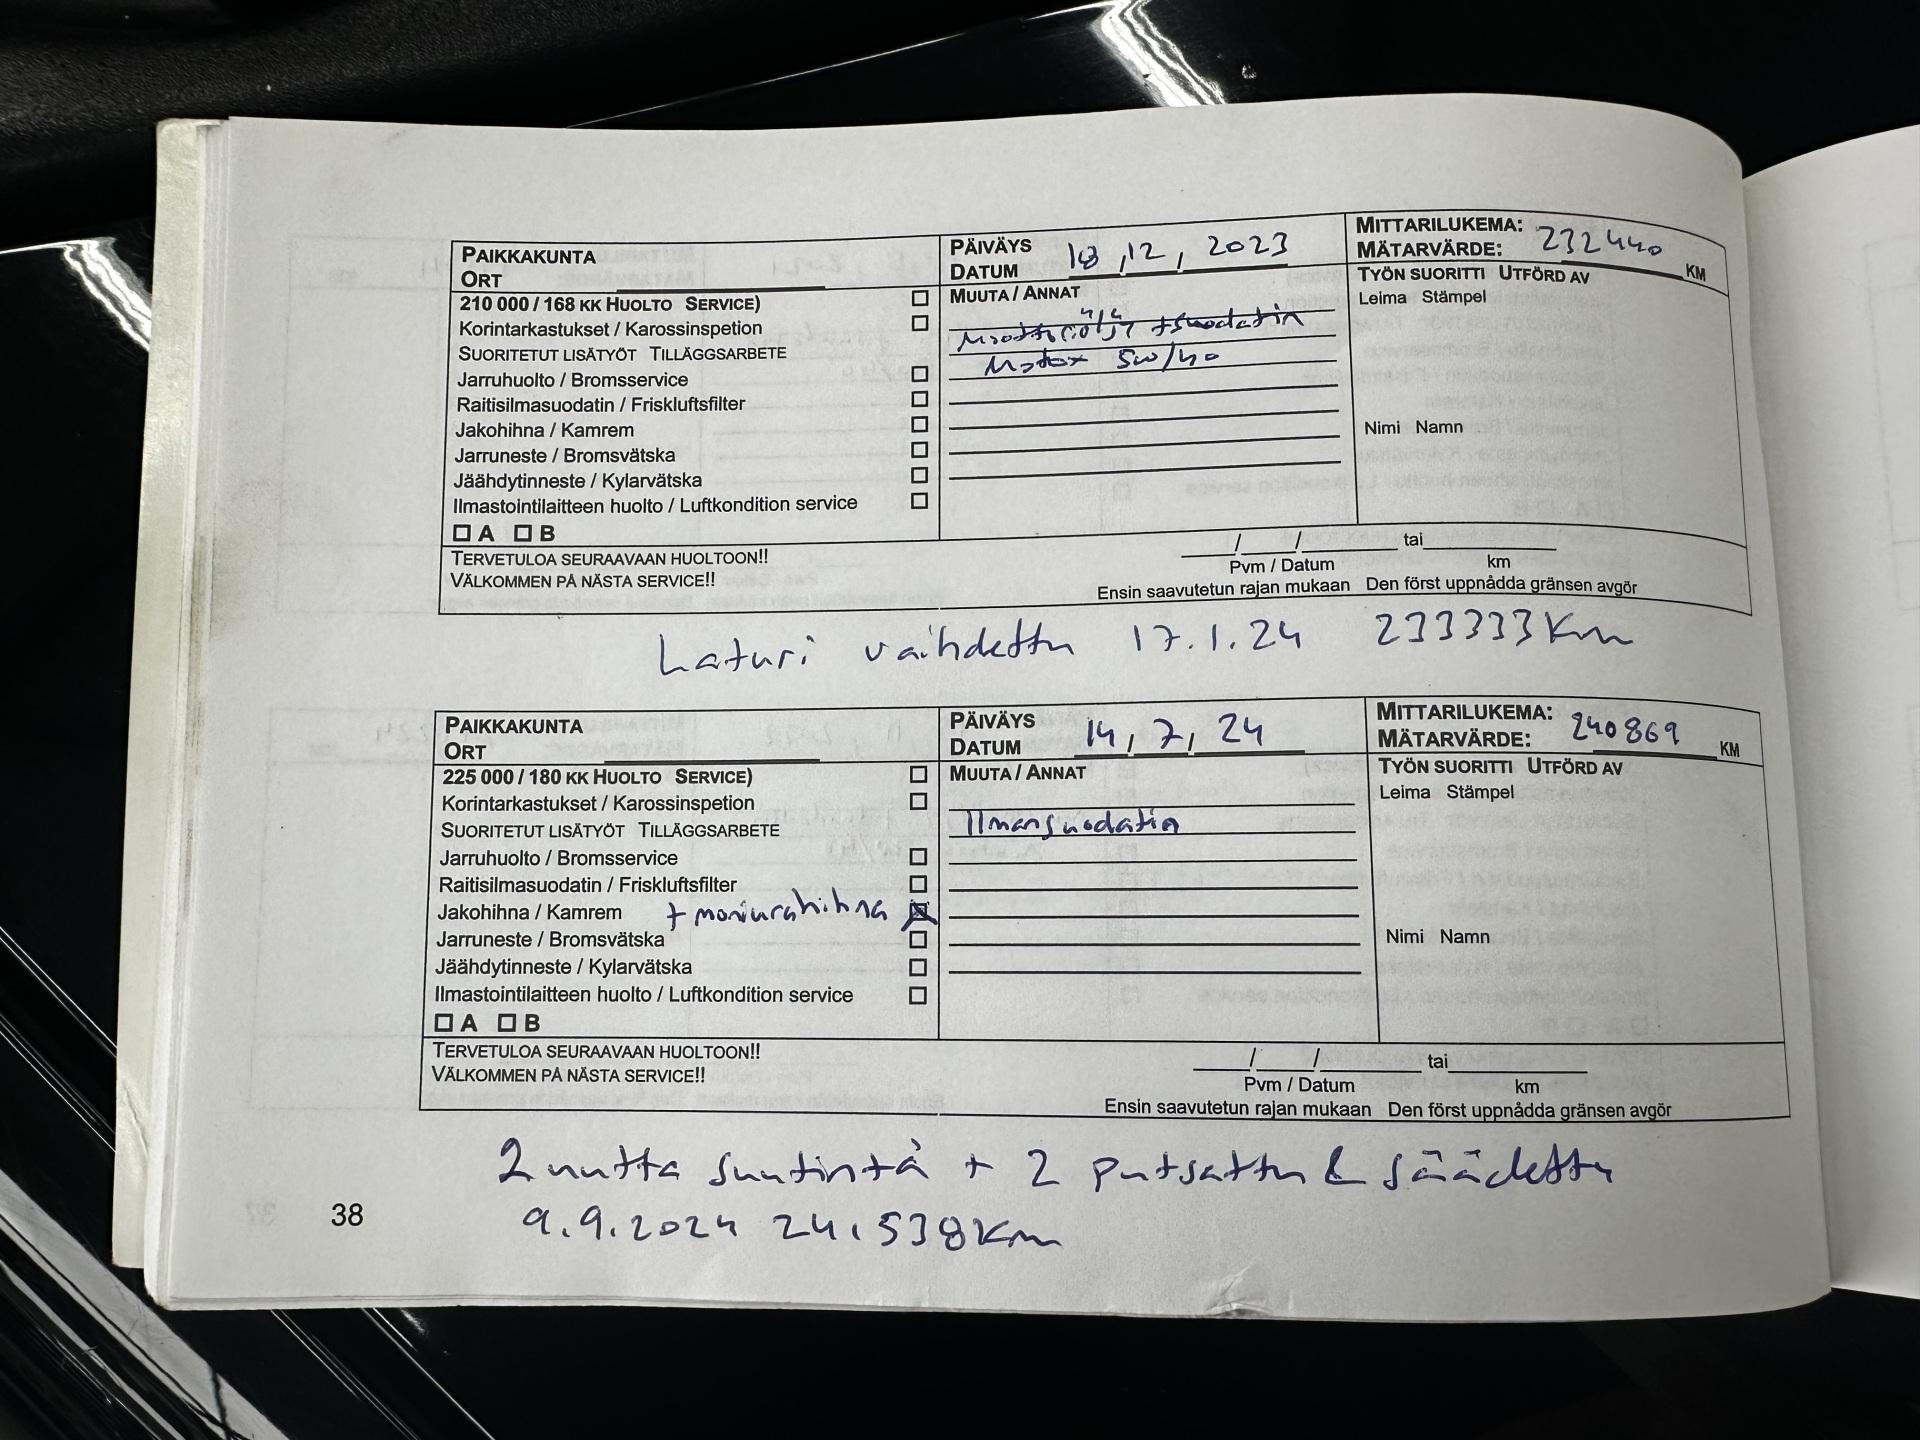 PAIKKAKUNTA
ORT
PÄIVÄYS
DATUM 18, 12, 2023
MITTARILUKEMA:
MÄTARVÄRDE: 232440 KM
210 000 / 168 KK HUOLTO SERVICE)
Korintarkastukset / Karossinspetion
SUORITETUT LISÄTYÖT TILLÄGGSARBETE
Jarruhuolto / Bromsservice
Raitisilmasuodatin / Friskluftsfilter
Jakohihna / Kamrem
Jarruneste / Bromsvätska
Jäähdytinneste / Kylarvätska
Ilmastointilaitteen huolto / Luftkondition service
A B
MUUTA / ANNAT
4/4
Moottoriöljy + suodatin
5w/40
TYÖN SUORITTI UTFÖRD AV
Leima Stämpel
Nimi Namn
TERVETULOA SEURAAVAAN HUOLTOON!!
VÄLKOMMEN PÅ NÄSTA SERVICE!!
/ / tai
Pvm / Datum km
Ensin saavutetun rajan mukaan Den först uppnådda gränsen avgör
Laturi vaihdettu 17.1.24 233333 Km
PAIKKAKUNTA
ORT
PÄIVÄYS
DATUM 14, 7, 24
MITTARILUKEMA:
MÄTARVÄRDE: 240869 KM
225 000 / 180 KK HUOLTO SERVICE)
Korintarkastukset / Karossinspetion
SUORITETUT LISÄTYÖT TILLÄGGSARBETE
Jarruhuolto / Bromsservice
Raitisilmasuodatin / Friskluftsfilter
Jakohihna / Kamrem + moniurahihna
Jarruneste / Bromsvätska
Jäähdytinneste / Kylarvätska
Ilmastointilaitteen huolto / Luftkondition service
A B
MUUTA / ANNAT
Ilmansuodatin
TYÖN SUORITTI UTFÖRD AV
Leima Stämpel
Nimi Namn
TERVETULOA SEURAAVAAN HUOLTOON!!
VÄLKOMMEN PÅ NÄSTA SERVICE!!
/ / tai
Pvm / Datum km
Ensin saavutetun rajan mukaan Den först uppnådda gränsen avgör
2 uutta suutinta + 2 putsattu & säädetty
9.9.2024 241538 Km
38